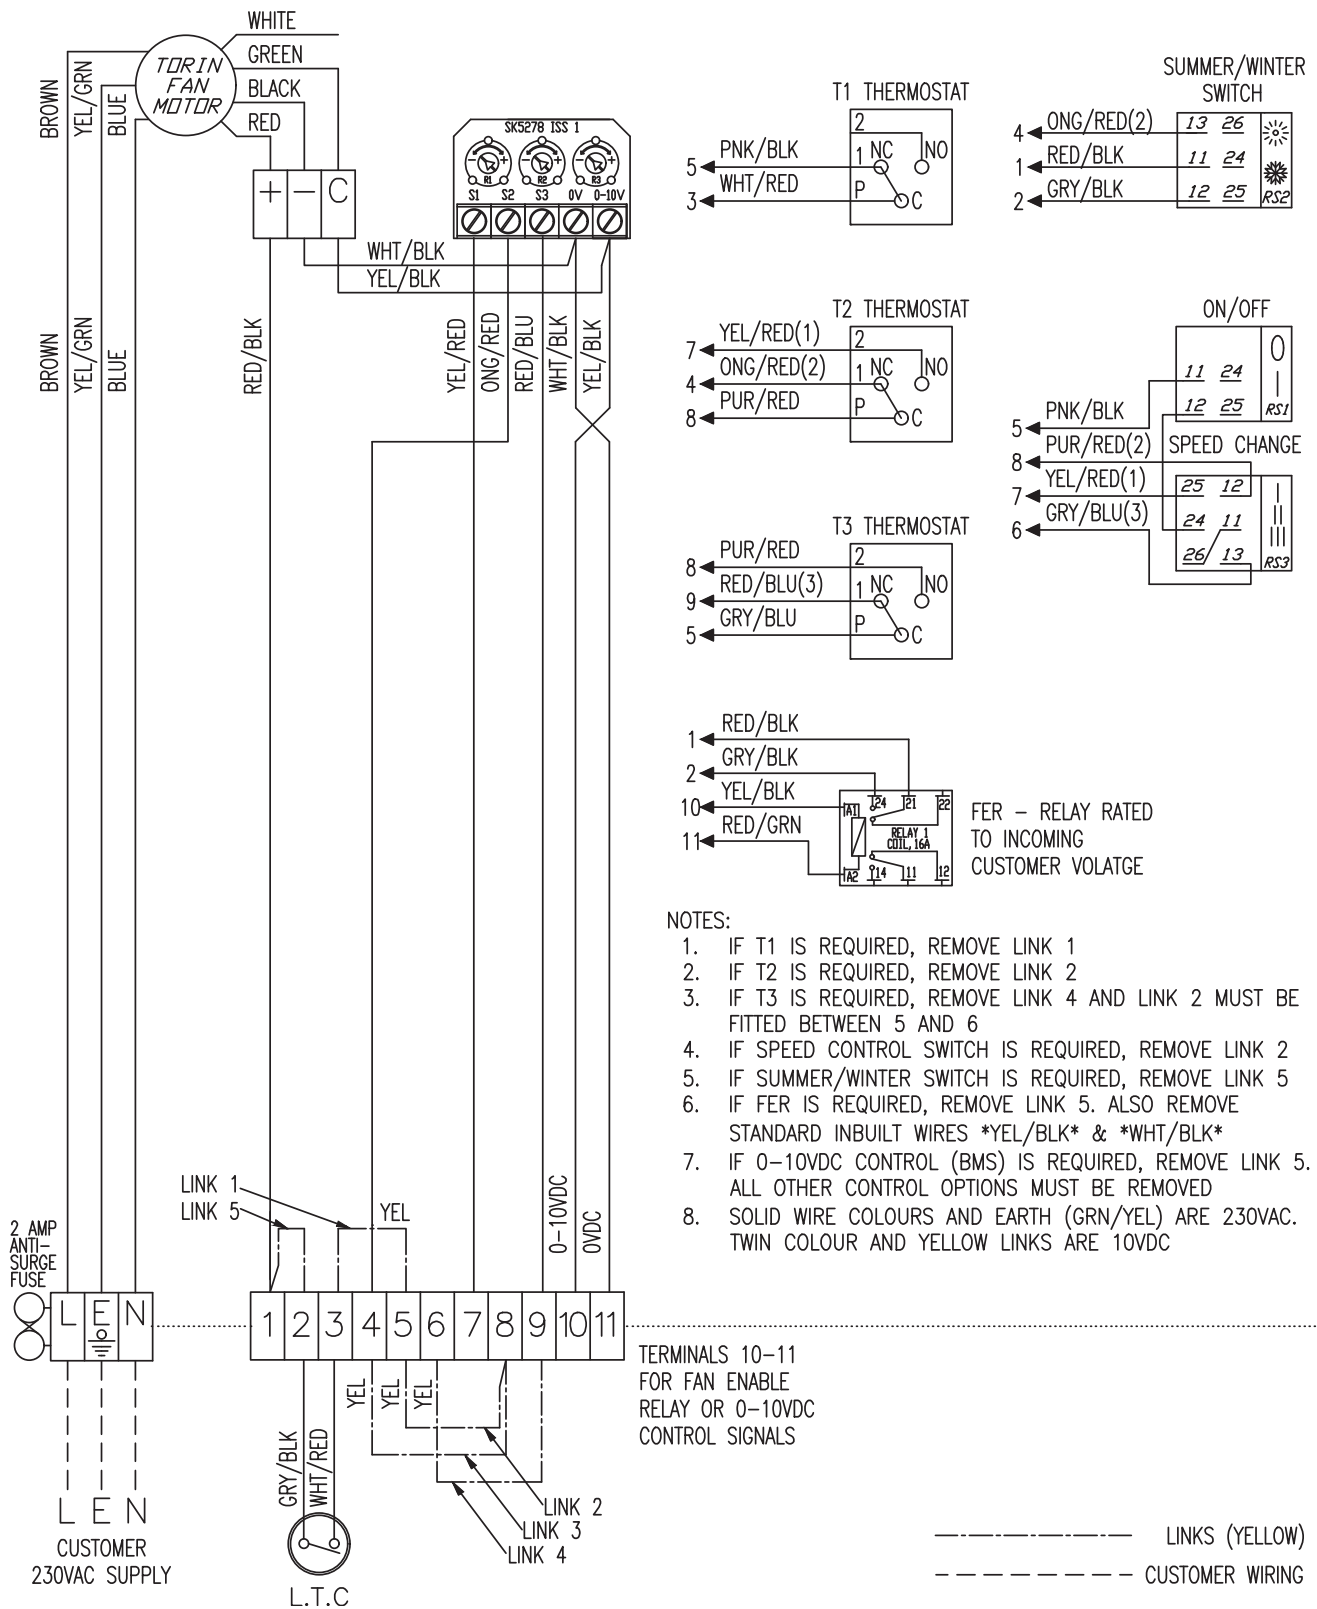 WHITE
GREEN
BLACK
RED
TORIN
FAN
MOTOR
BROWN
YEL/GRN
BLUE
+ − C
SK5278 ISS 1
− + − + − +
R1 R2 R3
S1 S2 S3 0V 0-10V
WHT/BLK
YEL/BLK
BROWN
YEL/GRN
BLUE
RED/BLK
YEL/RED
ONG/RED
RED/BLU
WHT/BLK
YEL/BLK
T1 THERMOSTAT
2
1 NC NO
P C
5 PNK/BLK
3 WHT/RED
SUMMER/WINTER
SWITCH
4 ONG/RED(2) 13 26
1 RED/BLK 11 24
2 GRY/BLK 12 25 RS2
T2 THERMOSTAT
7 YEL/RED(1) 2
4 ONG/RED(2) 1 NC NO
8 PUR/RED P C
ON/OFF
11 24
12 25 RS1
5 PNK/BLK
8 PUR/RED(2) SPEED CHANGE
7 YEL/RED(1) 25 12 I
6 GRY/BLU(3) 24 11 II
26 13 III RS3
T3 THERMOSTAT
8 PUR/RED 2
9 RED/BLU(3) 1 NC NO
5 GRY/BLU P C
1 RED/BLK
2 GRY/BLK
10 YEL/BLK
11 RED/GRN
A1 24 21 22
RELAY 1
COIL, 16A
A2 14 11 12
FER – RELAY RATED
TO INCOMING
CUSTOMER VOLATGE
NOTES:
1. IF T1 IS REQUIRED, REMOVE LINK 1
2. IF T2 IS REQUIRED, REMOVE LINK 2
3. IF T3 IS REQUIRED, REMOVE LINK 4 AND LINK 2 MUST BE
FITTED BETWEEN 5 AND 6
4. IF SPEED CONTROL SWITCH IS REQUIRED, REMOVE LINK 2
5. IF SUMMER/WINTER SWITCH IS REQUIRED, REMOVE LINK 5
6. IF FER IS REQUIRED, REMOVE LINK 5. ALSO REMOVE
STANDARD INBUILT WIRES *YEL/BLK* & *WHT/BLK*
7. IF 0–10VDC CONTROL (BMS) IS REQUIRED, REMOVE LINK 5.
ALL OTHER CONTROL OPTIONS MUST BE REMOVED
8. SOLID WIRE COLOURS AND EARTH (GRN/YEL) ARE 230VAC.
TWIN COLOUR AND YELLOW LINKS ARE 10VDC
LINK 1
LINK 5
YEL
0–10VDC
0VDC
2 AMP
ANTI–
SURGE
FUSE
L E N
1 2 3 4 5 6 7 8 9 10 11
TERMINALS 10–11
FOR FAN ENABLE
RELAY OR 0–10VDC
CONTROL SIGNALS
YEL
YEL
YEL
GRY/BLK
WHT/RED
LINK 2
LINK 3
LINK 4
L E N
CUSTOMER
230VAC SUPPLY
L.T.C
LINKS (YELLOW)
CUSTOMER WIRING